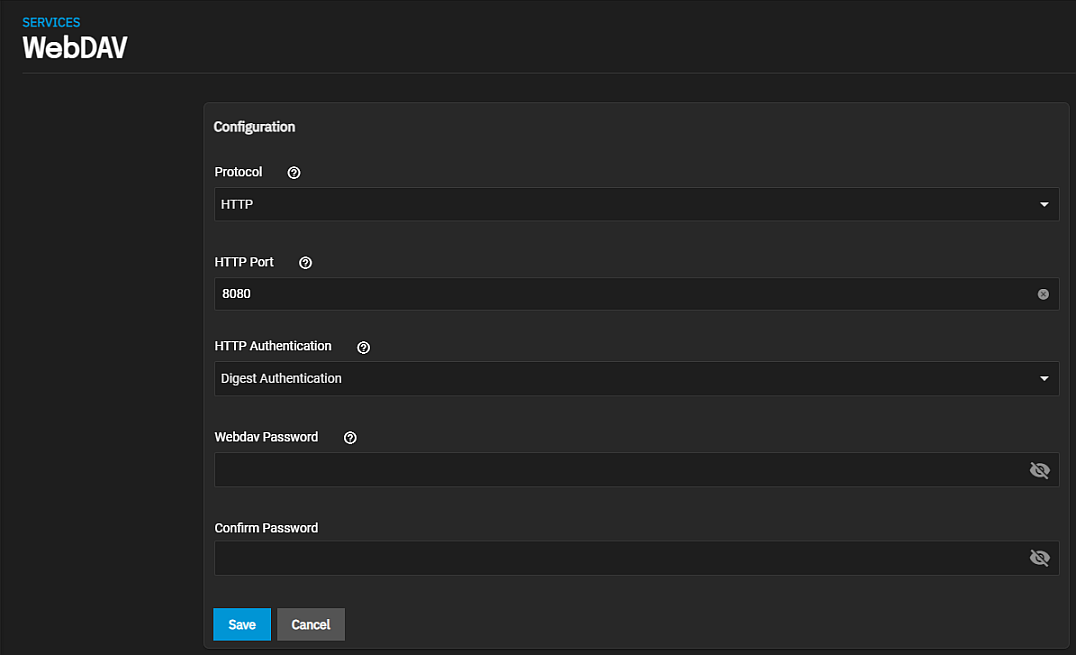 SERVICES
WebDAV
Configuration
Protocol
HTTP
HTTP Port
8080
HTTP Authentication
Digest Authentication
Webdav Password
Confirm Password
Save Cancel